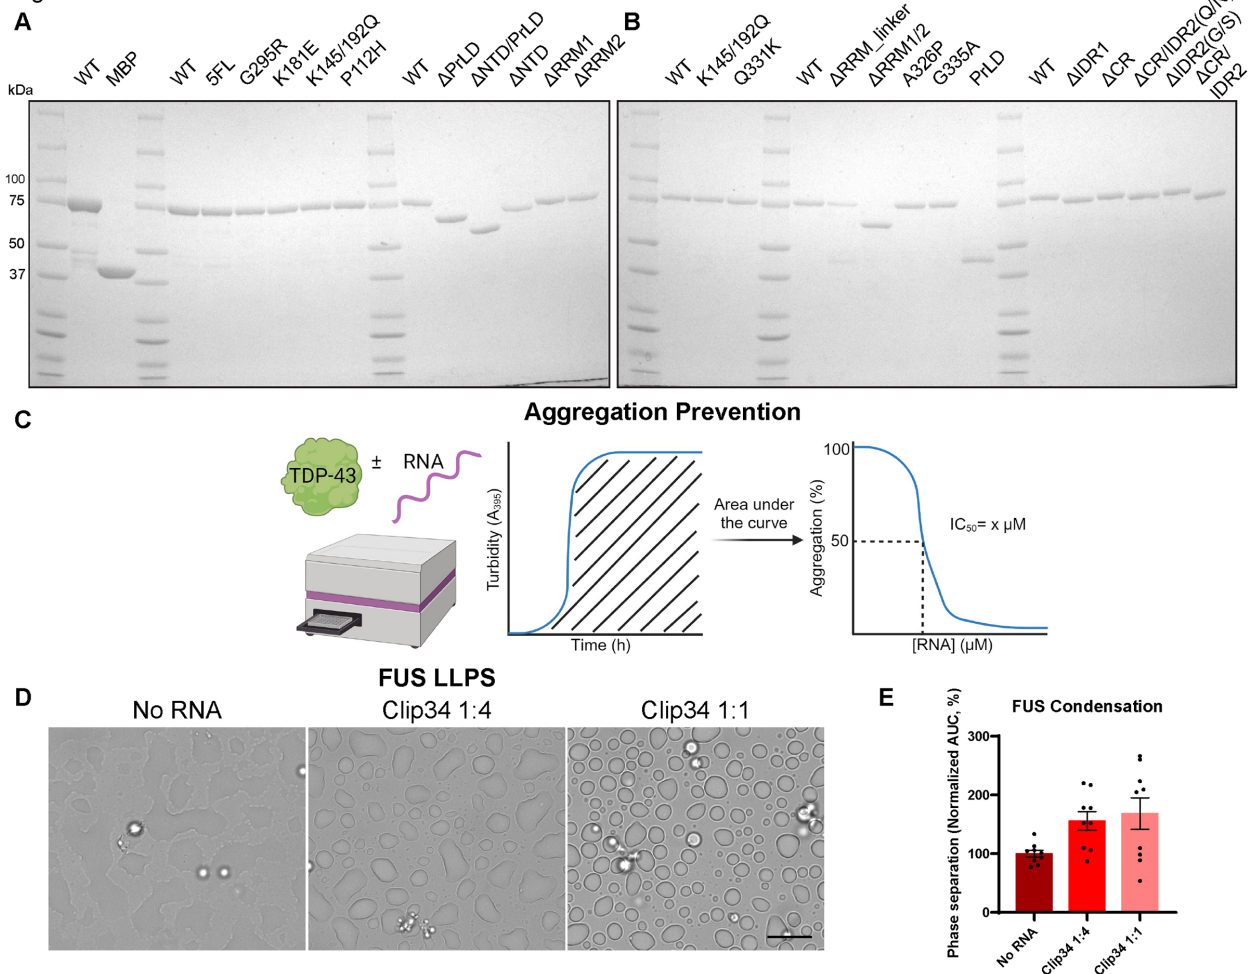 A
B
WT
MBP
WT
5FL
G295R
K181E
K145/192Q
P112H
WT
ΔPrLD
ΔNTD/PrLD
ΔNTD
ΔRRM1
ΔRRM2
WT
K145/192Q
Q331K
WT
ΔRRM_linker
ΔRRM1/2
A326P
G335A
PrLD
WT
ΔIDR1
ΔCR
ΔCR/IDR2(Q/N)
ΔIDR2(G/S)
ΔCR/
IDR2
kDa
100
75
50
37
C
Aggregation Prevention
TDP-43
±
RNA
Turbidity (A395)
Time (h)
Area under
the curve
Aggregation (%)
100
50
IC50= x µM
[RNA] (µM)
D
FUS LLPS
No RNA
Clip34 1:4
Clip34 1:1
E
FUS Condensation
Phase separation (Normalized AUC, %)
300
200
100
0
No RNA
Clip34 1:4
Clip34 1:1